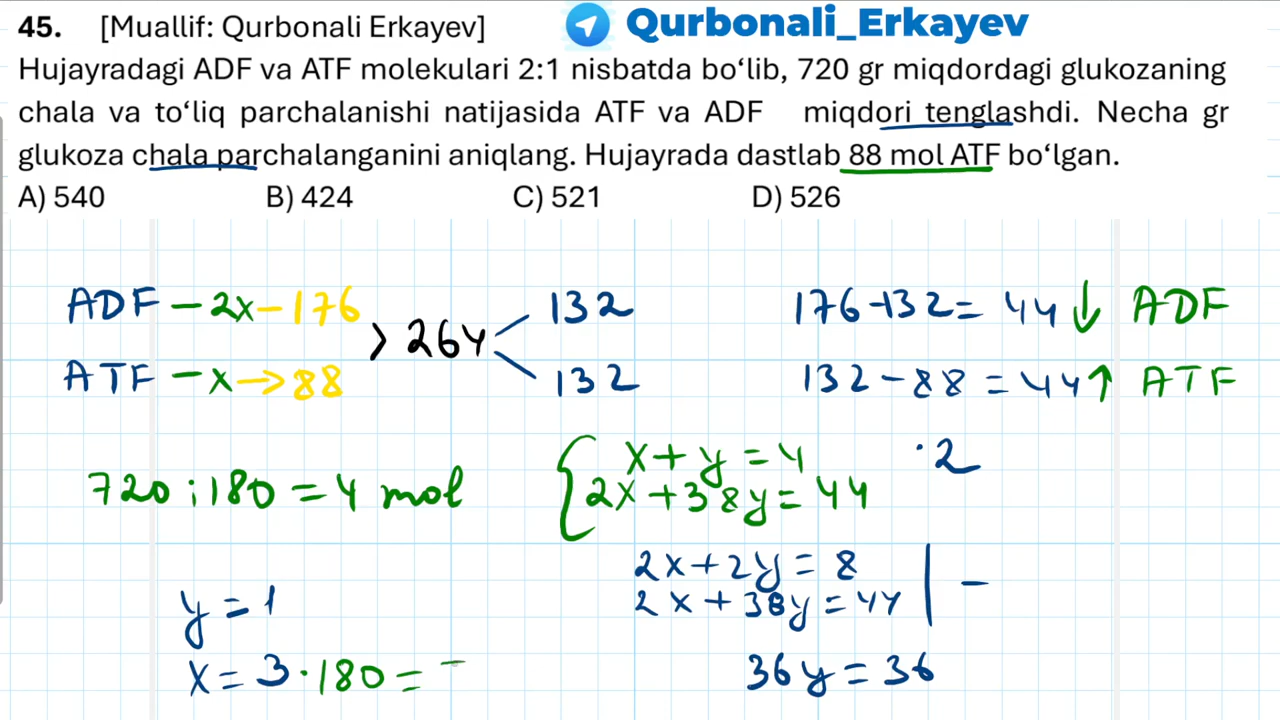 45. [Muallif: Qurbonali Erkayev] Qurbonali_Erkayev
Hujayradagi ADF va ATF molekulari 2:1 nisbatda bo‘lib, 720 gr miqdordagi glukozaning
chala va to‘liq parchalanishi natijasida ATF va ADF miqdori tenglashdi. Necha gr
glukoza chala parchalanganini aniqlang. Hujayrada dastlab 88 mol ATF bo‘lgan.
A) 540 B) 424 C) 521 D) 526
ADF – 2x – 176 132 176 – 132 = 44 ↓ ADF
> 264
ATF – x → 88 132 132 – 88 = 44 ↑ ATF
x + y = 4 · 2
720 : 180 = 4 mol 2x + 38y = 44
2x + 2y = 8
y = 1 2x + 38y = 44 –
x = 3 · 180 = 36y = 36